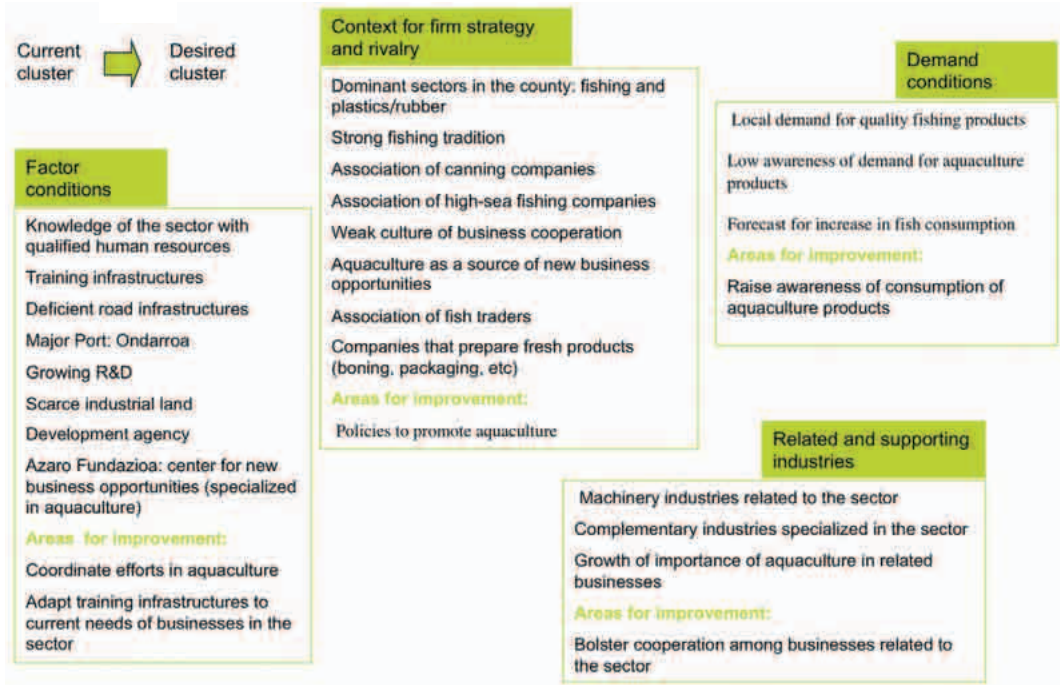 Current
cluster
Desired
cluster
Context for firm strategy
and rivalry
Dominant sectors in the county: fishing and
plastics/rubber
Strong fishing tradition
Association of canning companies
Association of high-sea fishing companies
Weak culture of business cooperation
Aquaculture as a source of new business
opportunities
Association of fish traders
Companies that prepare fresh products
(boning, packaging, etc)
Areas for improvement:
Policies to promote aquaculture
Demand
conditions
Local demand for quality fishing products
Low awareness of demand for aquaculture
products
Forecast for increase in fish consumption
Areas for improvement:
Raise awareness of consumption of
aquaculture products
Factor
conditions
Knowledge of the sector with
qualified human resources
Training infrastructures
Deficient road infrastructures
Major Port: Ondarroa
Growing R&D
Scarce industrial land
Development agency
Azaro Fundazioa: center for new
business opportunities (specialized
in aquaculture)
Areas for improvement:
Coordinate efforts in aquaculture
Adapt training infrastructures to
current needs of businesses in the
sector
Related and supporting
industries
Machinery industries related to the sector
Complementary industries specialized in the sector
Growth of importance of aquaculture in related
businesses
Areas for improvement:
Bolster cooperation among businesses related to
the sector